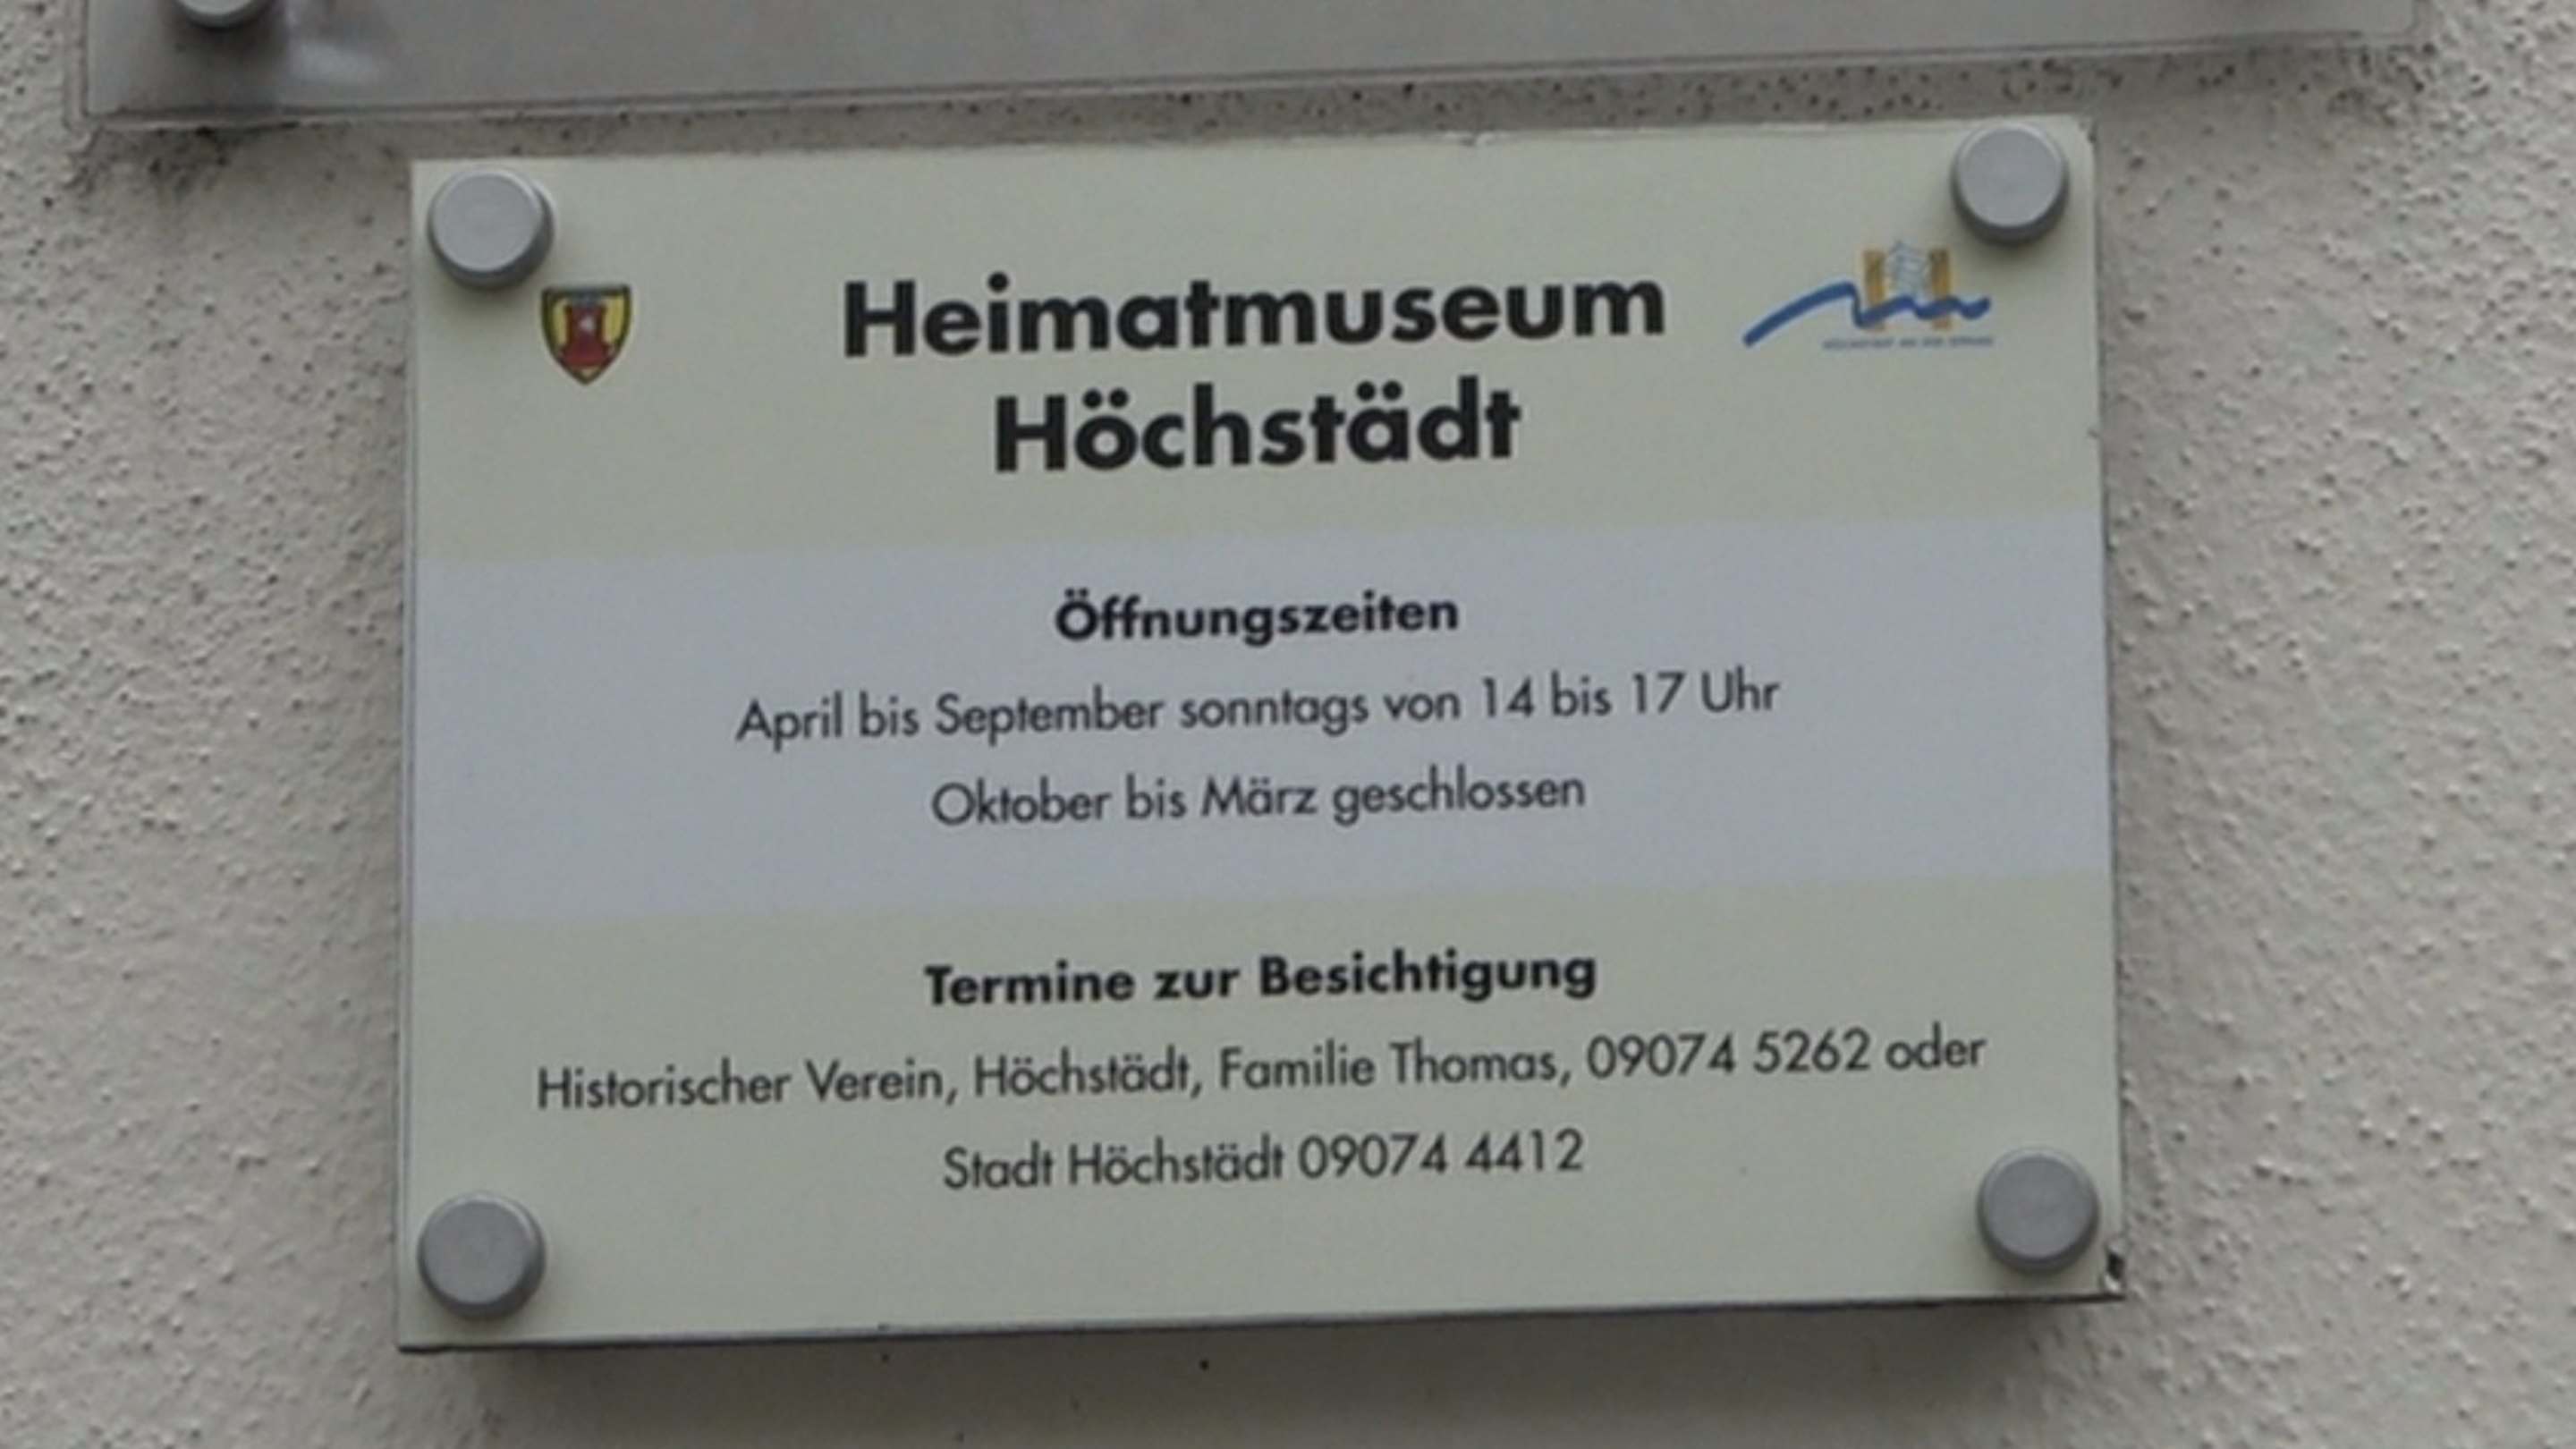 Heimatmuseum
Höchstädt
Öffnungszeiten
April bis September sonntags von 14 bis 17 Uhr
Oktober bis März geschlossen
Termine zur Besichtigung
Historischer Verein, Höchstädt, Familie Thomas, 09074 5262 oder
Stadt Höchstädt 09074 4412